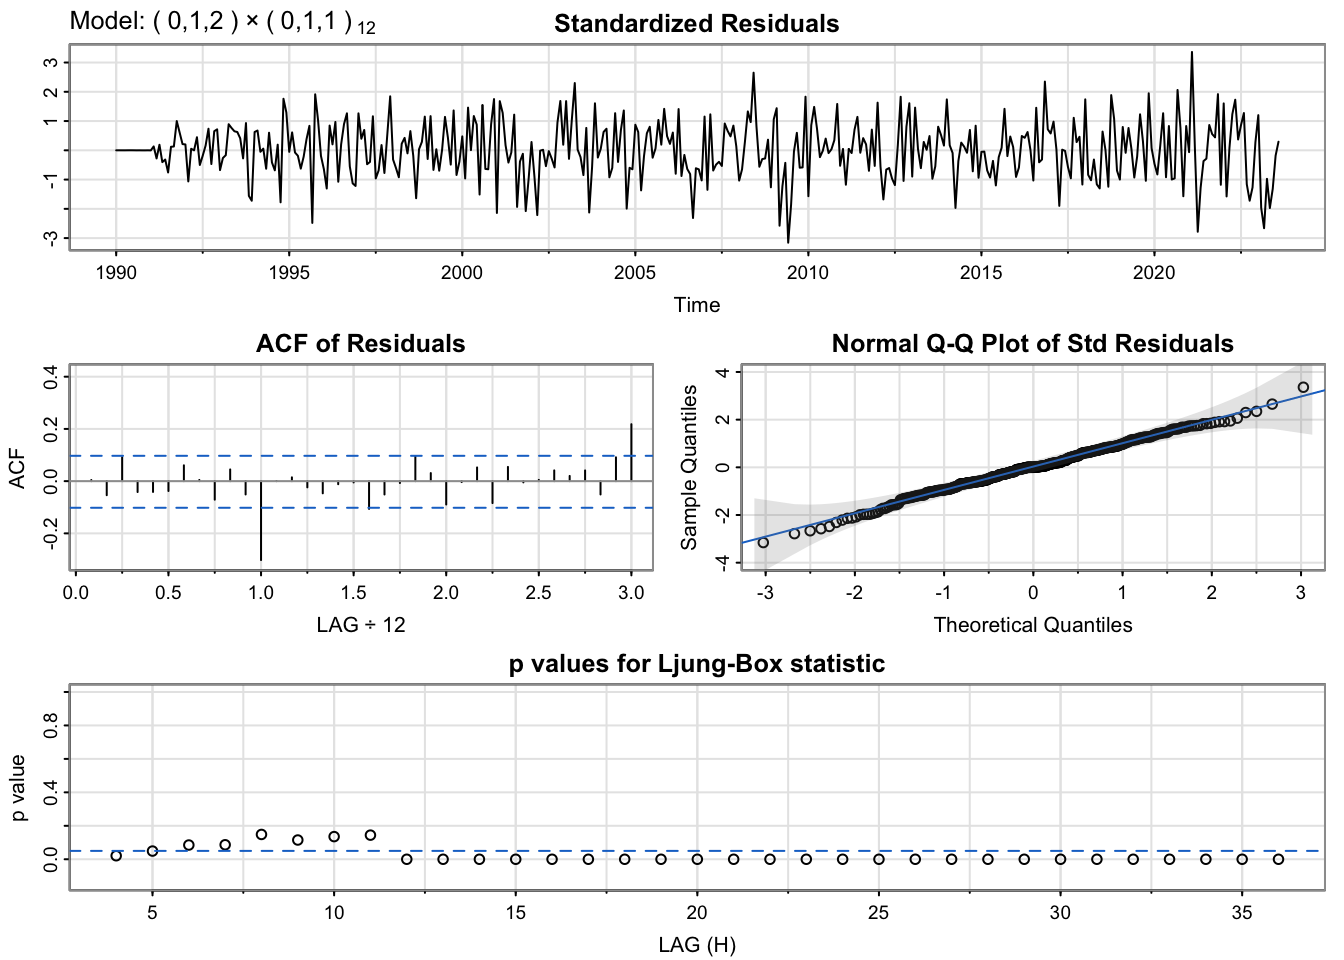 Model: ( 0,1,2 ) × ( 0,1,1 ) 12
Standardized Residuals
3
2
1
-1
-3
1990 1995 2000 2005 2010 2015 2020
Time
ACF of Residuals
ACF
0.4
0.2
0.0
-0.2
0.0 0.5 1.0 1.5 2.0 2.5 3.0
LAG ÷ 12
Normal Q-Q Plot of Std Residuals
Sample Quantiles
4
2
0
-2
-4
-3 -2 -1 0 1 2 3
Theoretical Quantiles
p values for Ljung-Box statistic
p value
0.8
0.4
0.0
5 10 15 20 25 30 35
LAG (H)